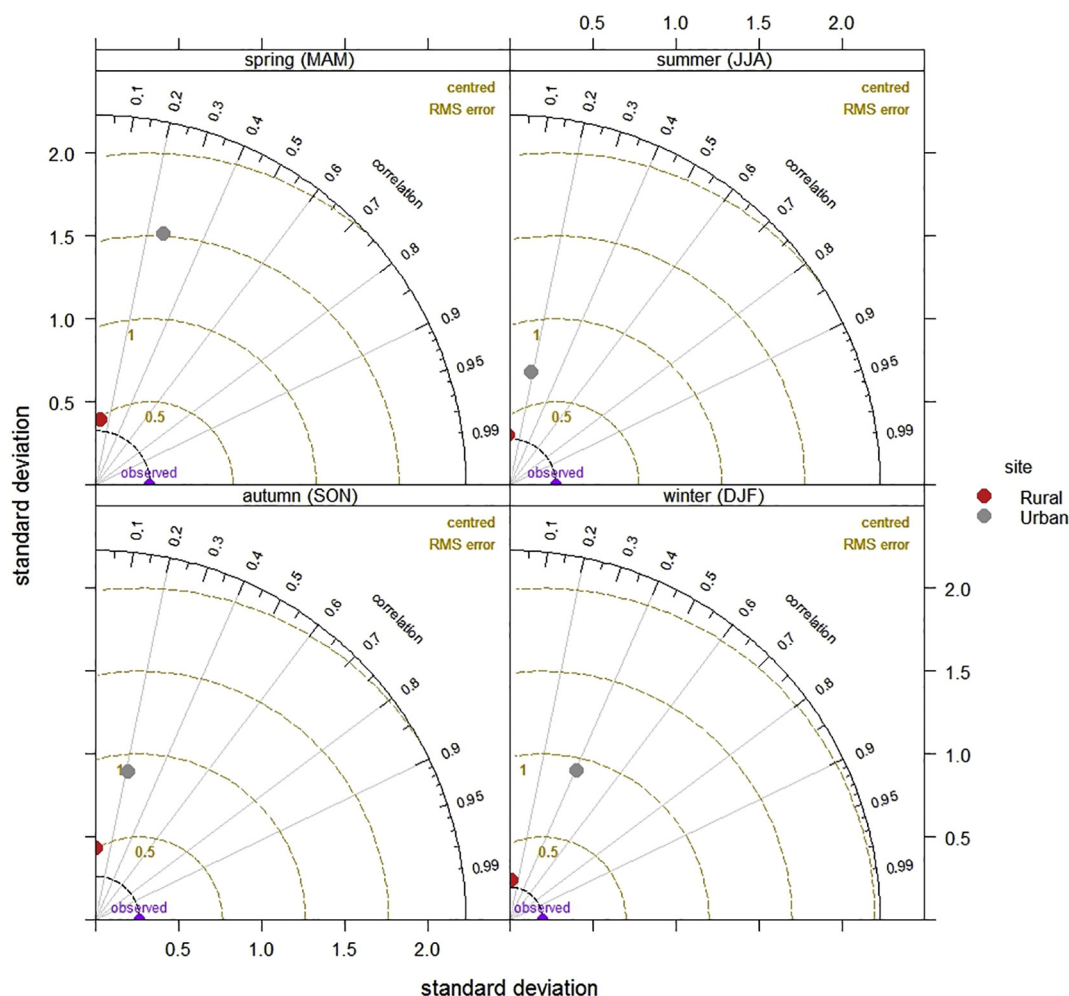 0.5 1.0 1.5 2.0
spring (MAM)
summer (JJA)
centred
RMS error
0.1 0.2 0.3 0.4 0.5 0.6 0.7 0.8 0.9 0.95 0.99
correlation
2.0
1.5
1.0
0.5
1
0.5
observed
centred
RMS error
0.1 0.2 0.3 0.4 0.5 0.6 0.7 0.8 0.9 0.95 0.99
correlation
1
0.5
observed
standard deviation
site
Rural
Urban
autumn (SON)
winter (DJF)
centred
RMS error
0.1 0.2 0.3 0.4 0.5 0.6 0.7 0.8 0.9 0.95 0.99
correlation
1
0.5
observed
centred
RMS error
0.1 0.2 0.3 0.4 0.5 0.6 0.7 0.8 0.9 0.95 0.99
correlation
1
0.5
observed
2.0
1.5
1.0
0.5
0.5 1.0 1.5 2.0
standard deviation